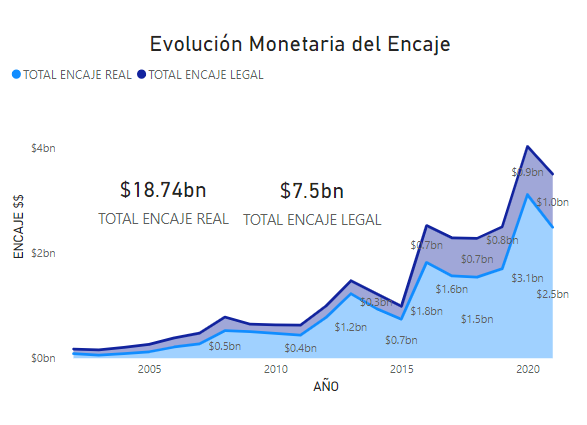 Evolución Monetaria del Encaje
TOTAL ENCAJE REAL TOTAL ENCAJE LEGAL
$4bn
$2bn
$0bn
ENCAJE $$
$18.74bn
TOTAL ENCAJE REAL
$7.5bn
TOTAL ENCAJE LEGAL
$0.5bn
$0.4bn
$1.2bn
$0.3bn
$0.7bn
$0.7bn
$1.8bn
$1.6bn
$0.7bn
$1.5bn
$0.8bn
$0.9bn
$3.1bn
$1.0bn
$2.5bn
2005 2010 2015 2020
AÑO